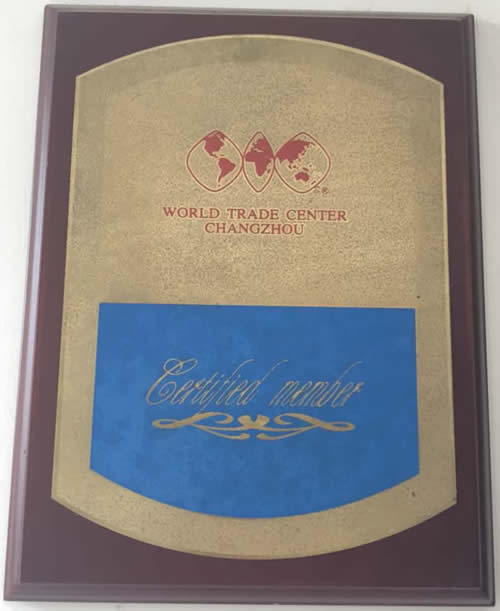 WORLD TRADE CENTER
CHANGZHOU
Certified member